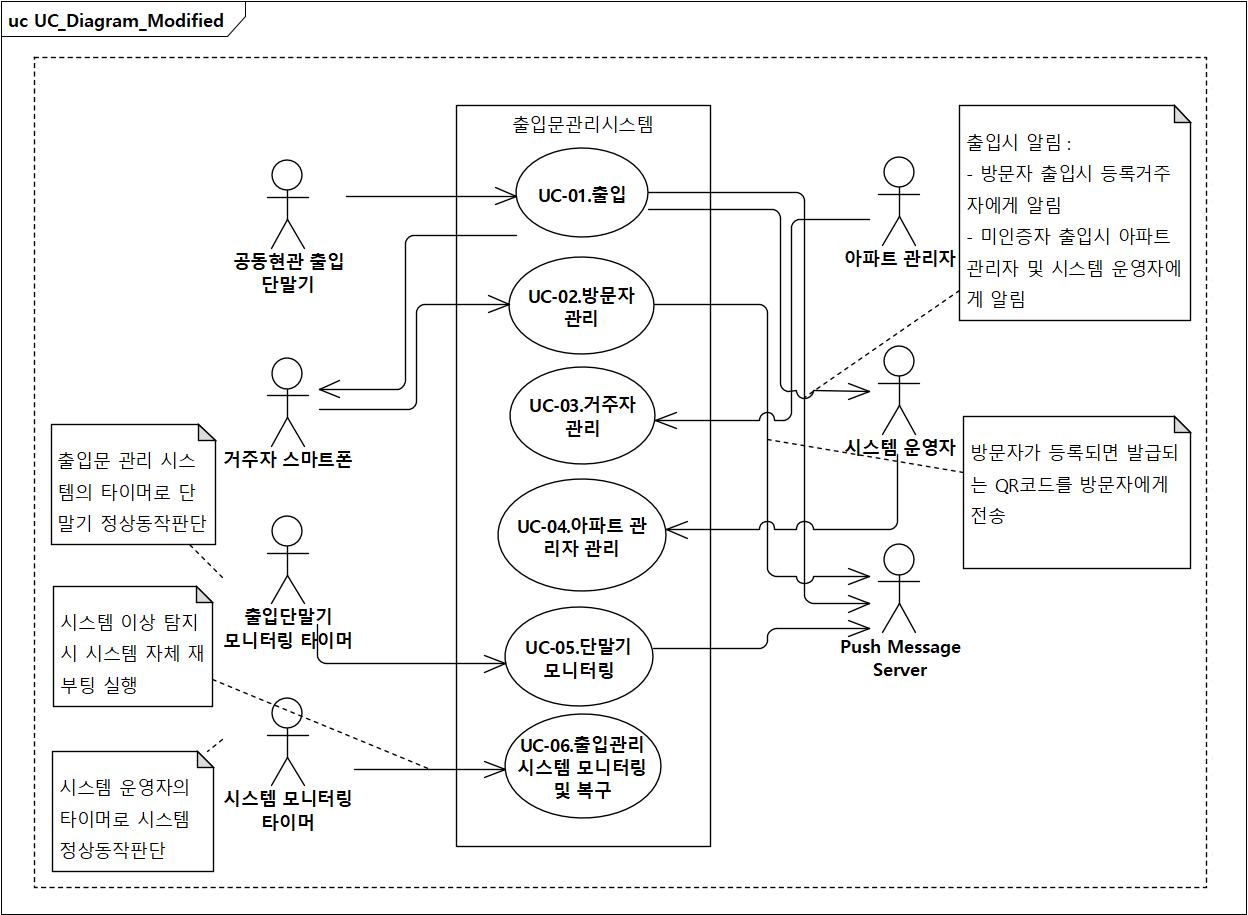 uc UC_Diagram_Modified
출입문관리시스템
UC-01.출입
UC-02.방문자
관리
UC-03.거주자
관리
UC-04.아파트 관
리자 관리
UC-05.단말기
모니터링
UC-06.출입관리
시스템 모니터링
및 복구
공동현관 출입
단말기
거주자 스마트폰
출입문 관리 시스
템의 타이머로 단
말기 정상동작판단
출입단말기
모니터링 타이머
시스템 이상 탐지
시 시스템 자체 재
부팅 실행
시스템 모니터링
타이머
시스템 운영자의
타이머로 시스템
정상동작판단
아파트 관리자
출입시 알림 :
- 방문자 출입시 등록거주
자에게 알림
- 미인증자 출입시 아파트
관리자 및 시스템 운영자에
게 알림
시스템 운영자
방문자가 등록되면 발급되
는 QR코드를 방문자에게
전송
Push Message
Server